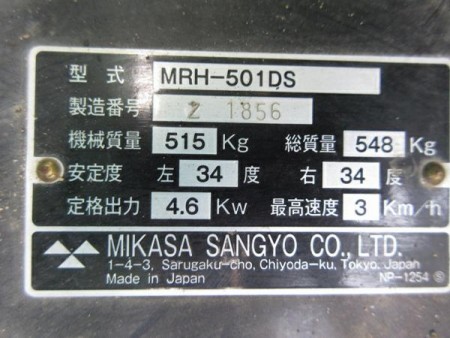 型式 MRH-501DS
製造番号 Z 1856
機械質量 515 Kg 総質量 548 Kg
安定度 左 34 度 右 34 度
定格出力 4.6 Kw 最高速度 3 Km/h
MIKASA SANGYO CO., LTD.
1-4-3, Sarugaku-cho, Chiyoda-ku, Tokyo, Japan
Made in Japan NP-1254 Ⓢ